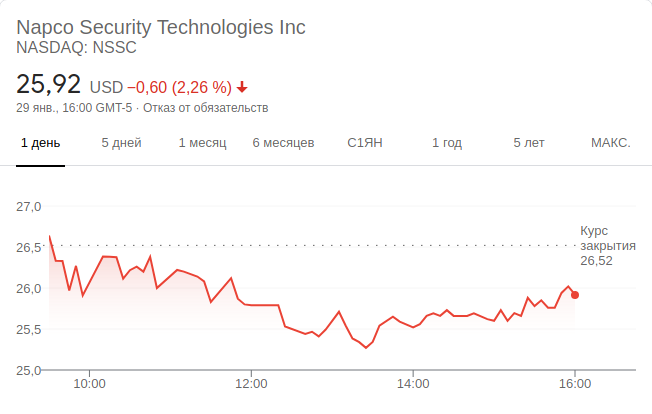 Napco Security Technologies Inc
NASDAQ: NSSC
25,92 USD −0,60 (2,26 %)
29 янв., 16:00 GMT-5 · Отказ от обязательств
1 день 5 дней 1 месяц 6 месяцев С1ЯН 1 год 5 лет МАКС.
27,0
Курс
26,5 закрытия
26,52
26,0
25,5
25,0
10:00 12:00 14:00 16:00